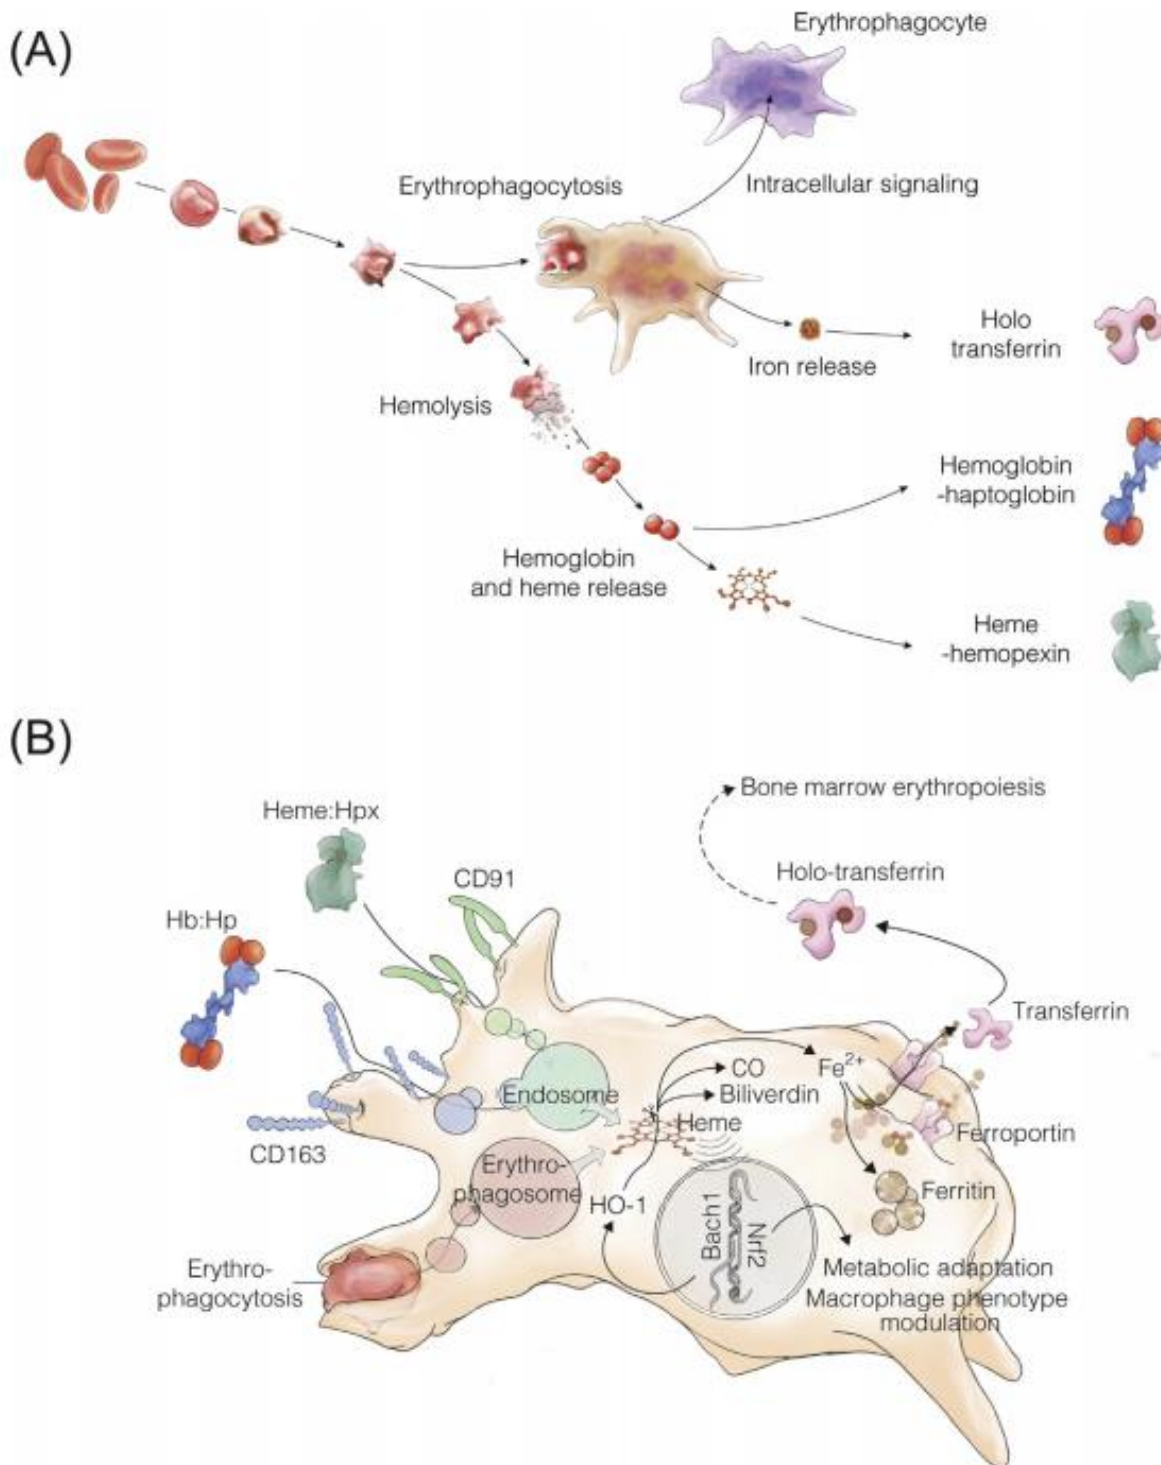 (A)
Erythrophagocyte
Erythrophagocytosis
Intracellular signaling
Holo
transferrin
Iron release
Hemolysis
Hemoglobin
-haptoglobin
Hemoglobin
and heme release
Heme
-hemopexin
(B)
Bone marrow erythropoiesis
Heme:Hpx
Holo-transferrin
CD91
Hb:Hp
Transferrin
CO
Fe2+
Endosome
Biliverdin
Heme
Ferroportin
CD163
Erythro-
phagosome
HO-1
Bach1
Nrf2
Ferritin
Erythro-
phagocytosis
Metabolic adaptation
Macrophage phenotype
modulation